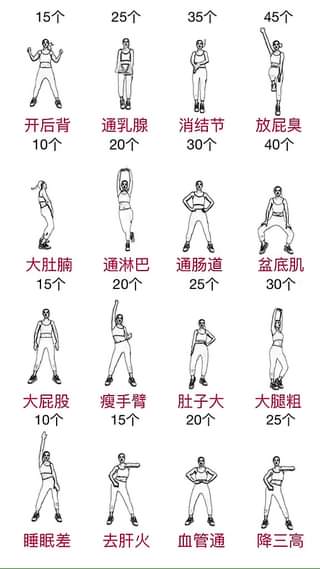 15个 25个 35个 45个
开后背 通乳腺 消结节 放屁臭
10个 20个 30个 40个
大肚腩 通淋巴 通肠道 盆底肌
15个 20个 25个 30个
大屁股 瘦手臂 肚子大 大腿粗
10个 15个 20个 25个
睡眠差 去肝火 血管通 降三高